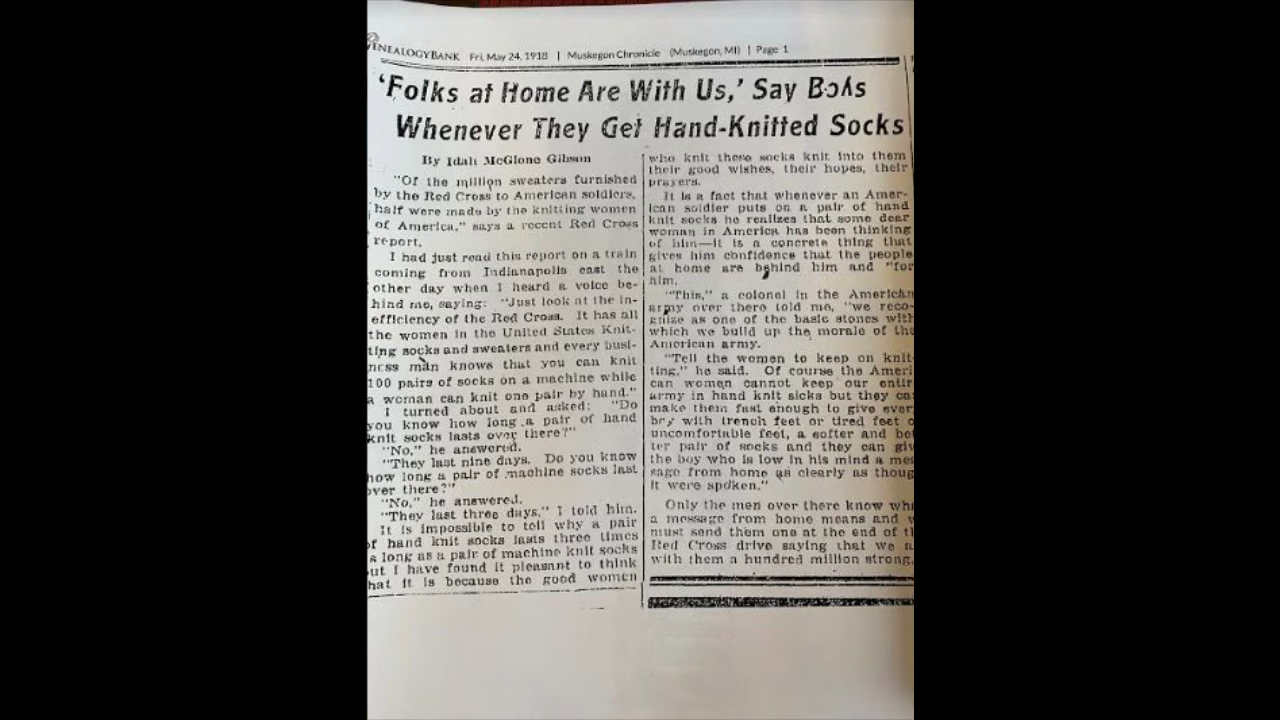 GENEALOGYBANK Fri, May 24, 1918 | Muskegon Chronicle (Muskegon, MI) | Page 1
'Folks at Home Are With Us,' Say Boys
Whenever They Get Hand-Knitted Socks
By Idah McGlone Gibson
"Of the million sweaters furnished
by the Red Cross to American soldiers,
half were made by the knitting women
of America," says a recent Red Cross
report.
I had just read this report on a train
coming from Indianapolis east the
other day when I heard a voice be-
hind me, saying: "Just look at the in-
efficiency of the Red Cross. It has all
the women in the United States Knit-
ting socks and sweaters and every busi-
ness man knows that you can knit
100 pairs of socks on a machine while
a woman can knit one pair by hand."
I turned about and asked: "Do
you know how long a pair of hand
knit socks lasts over there?"
"No," he answered.
"They last nine days. Do you know
how long a pair of machine socks last
over there?"
"No," he answered.
"They last three days," I told him.
It is impossible to tell why a pair
of hand knit socks lasts three times
s long as a pair of machine knit socks
ut I have found it pleasant to think
hat it is because the good women
who knit these socks knit into them
their good wishes, their hopes, their
prayers.
It is a fact that whenever an Amer-
ican soldier puts on a pair of hand
knit socks he realizes that some dear
woman in America has been thinking
of him—it is a concrete thing that
gives him confidence that the people
at home are behind him and "for
him.
"This," a colonel in the American
army over there told me, "we reco-
gnize as one of the basic stones with
which we build up the morale of the
American army.
"Tell the women to keep on knit-
ting," he said. Of course the Ameri
can women cannot keep our entir
army in hand knit sicks but they ca
make them fast enough to give ever
boy with trench feet or tired feet o
uncomfortable feet, a softer and bet
ter pair of socks and they can giv
the boy who is low in his mind a mes
sage from home as clearly as thoug
it were spoken."
Only the men over there know wha
a message from home means and w
must send them one at the end of th
Red Cross drive saying that we a
with them a hundred million strong.